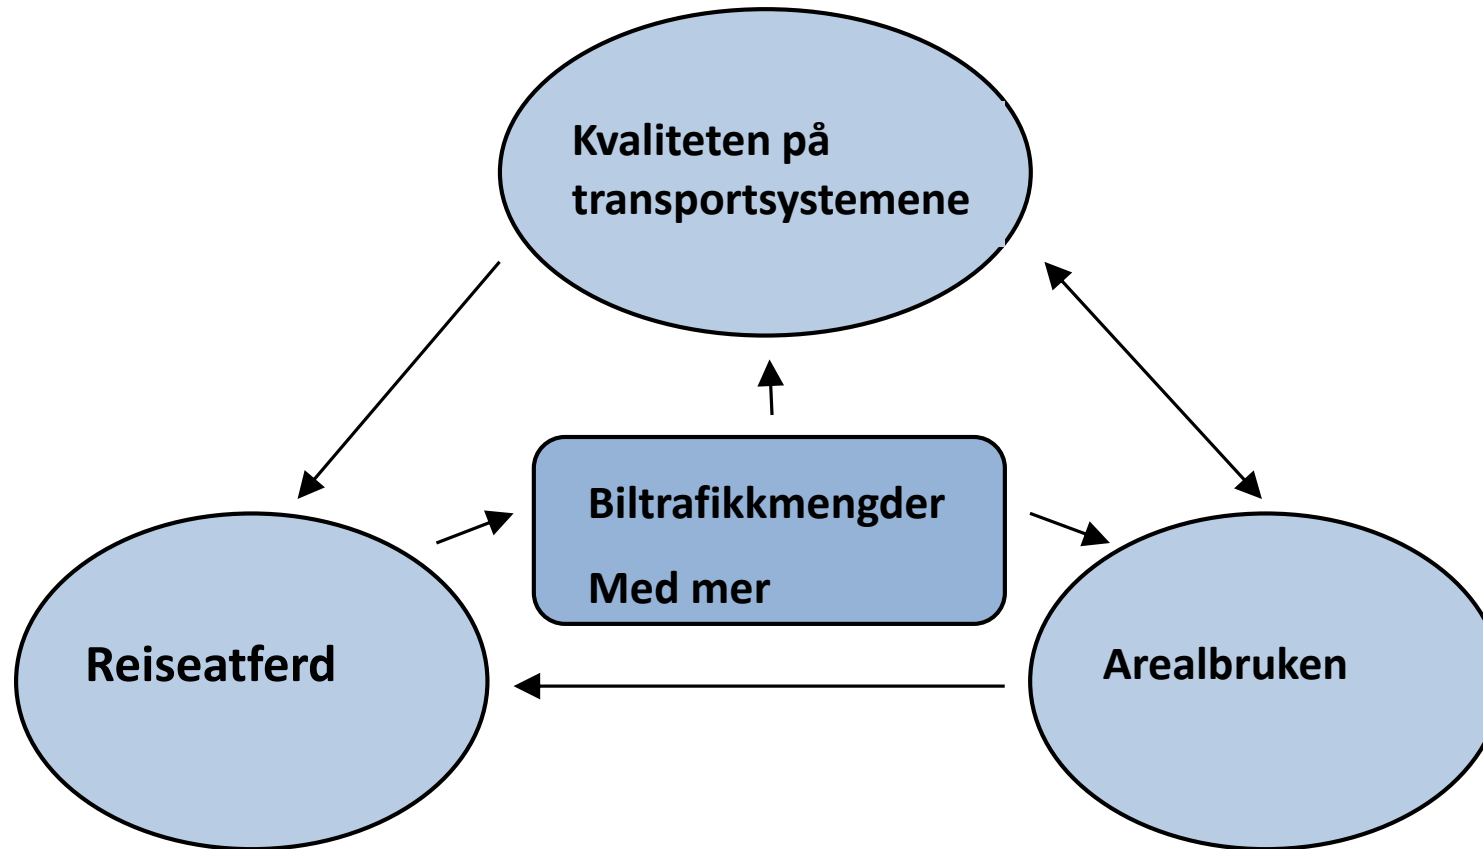 Kvaliteten på
transportsystemene
Biltrafikkmengder
Med mer
Reiseatferd
Arealbruken